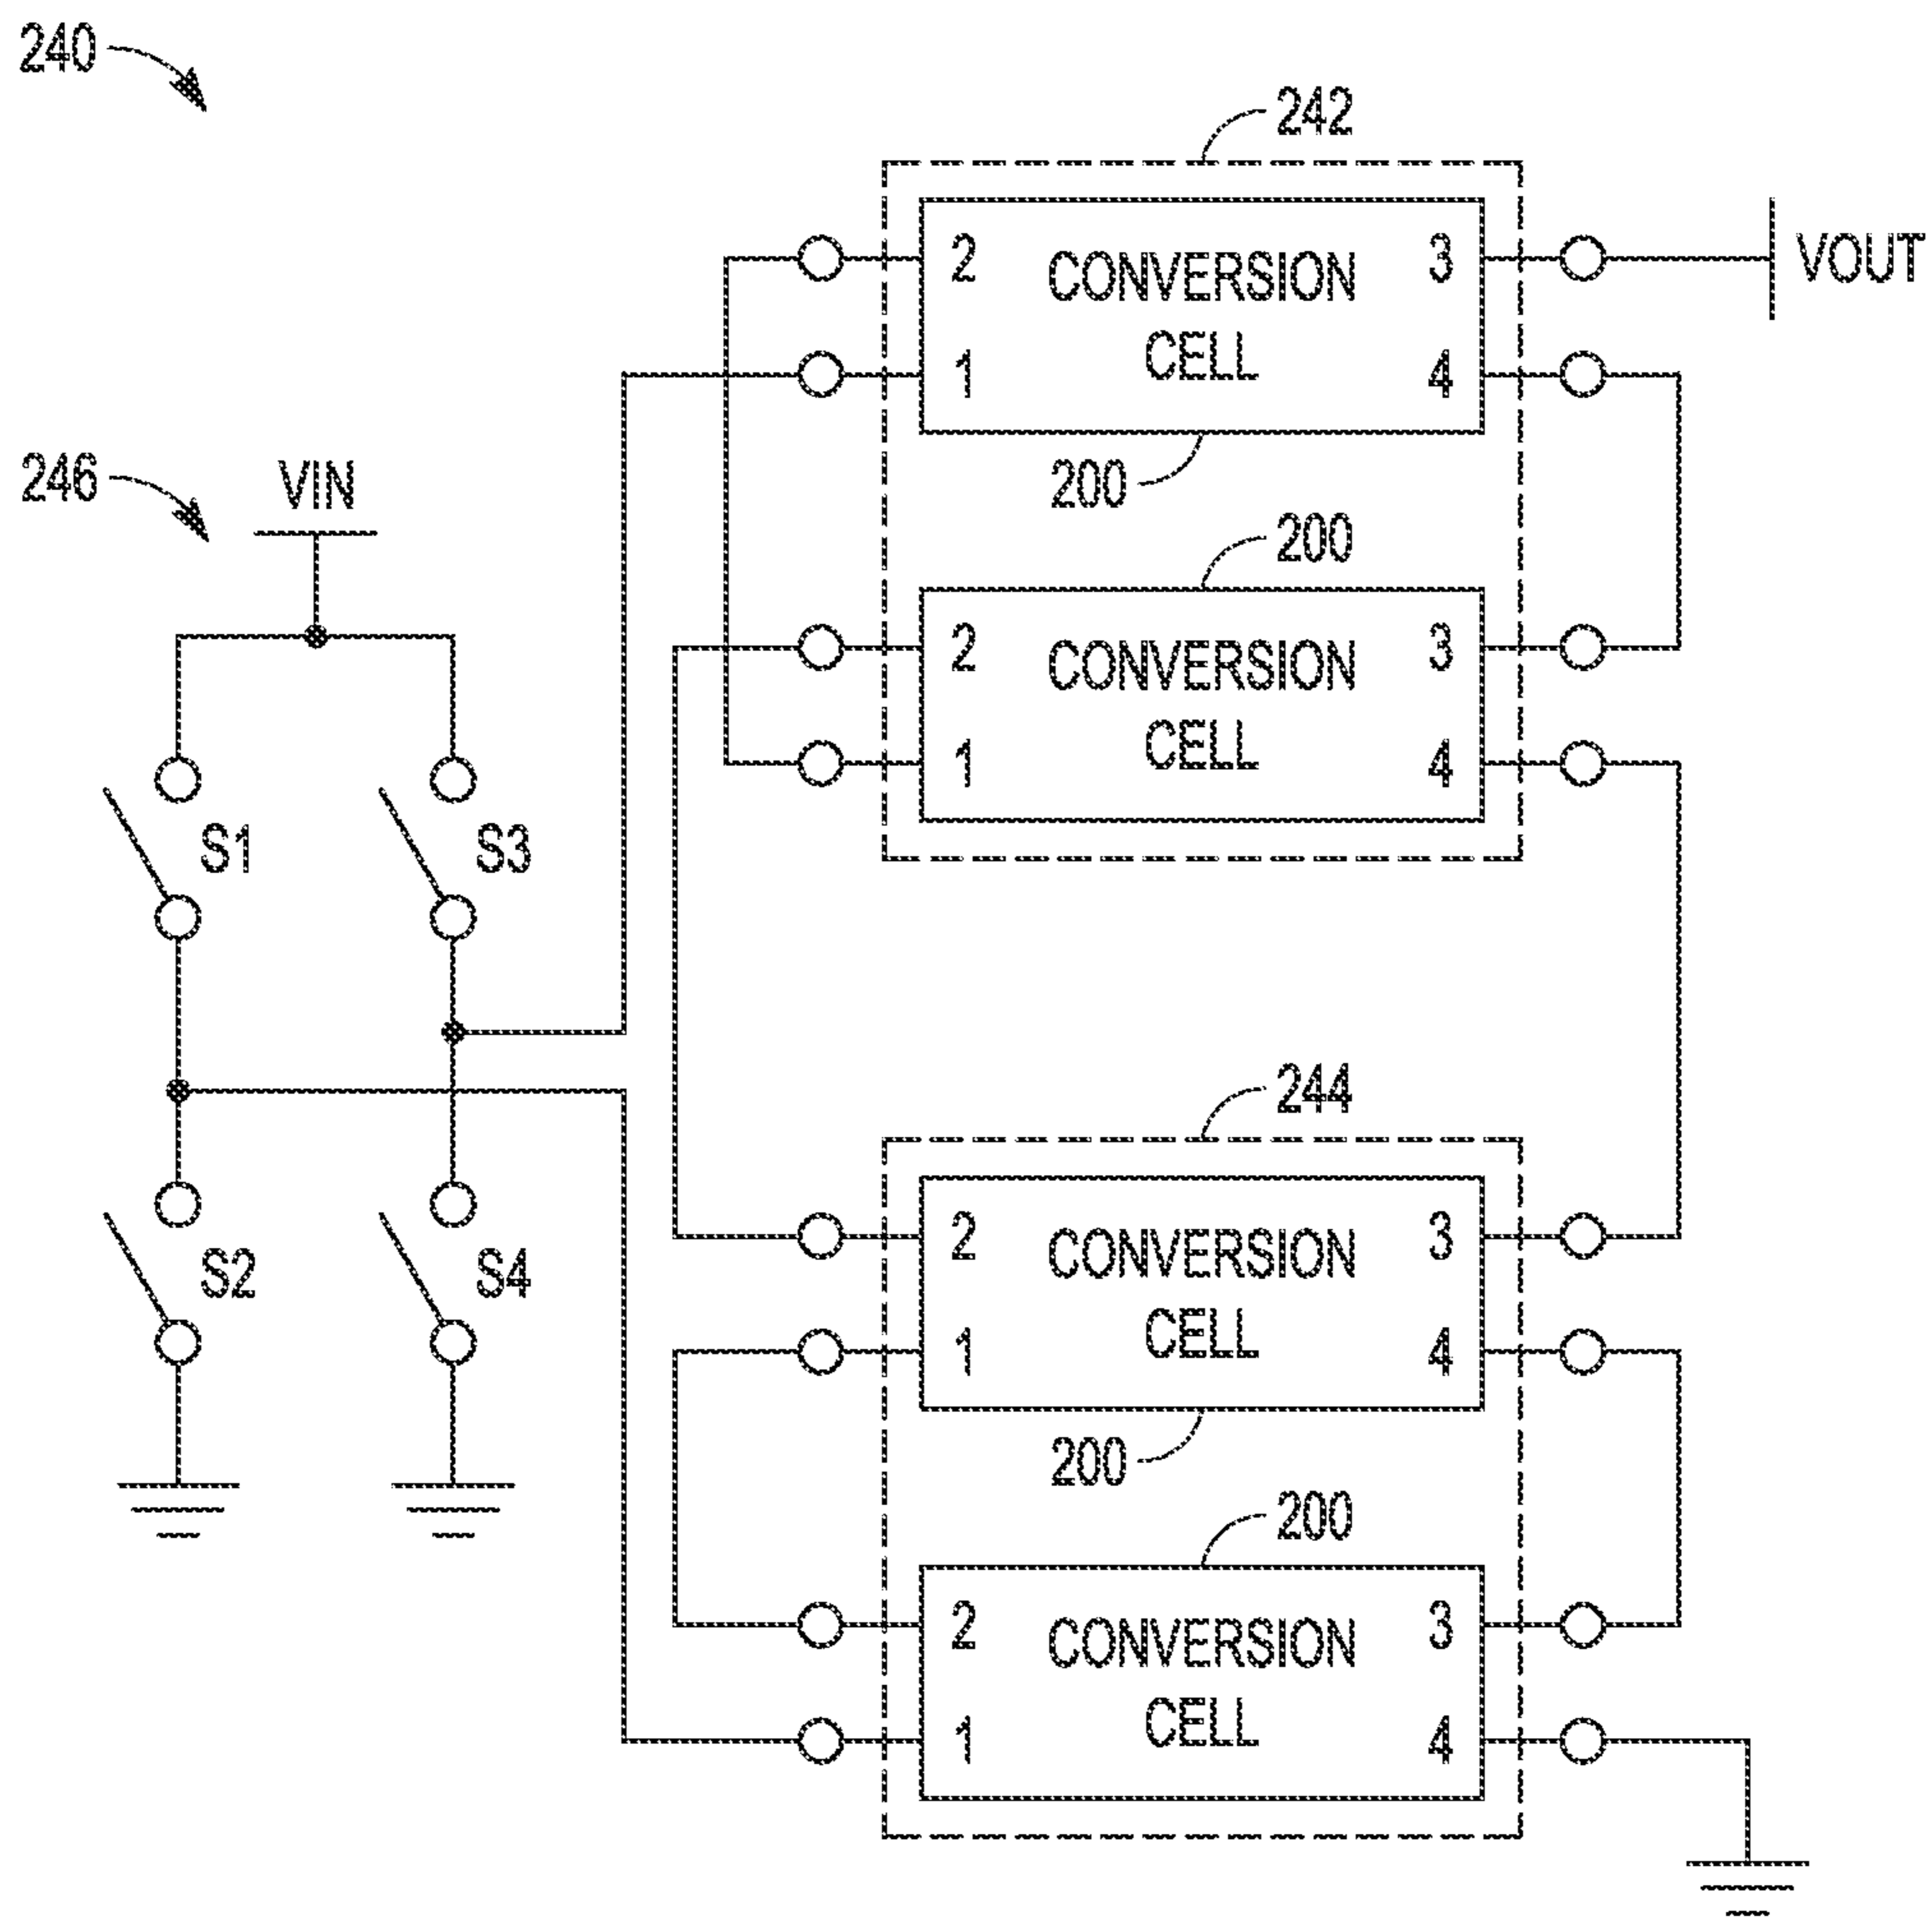 240
242
2 CONVERSION 3
VOUT
1 CELL 4
246
VIN
200
200
2 CONVERSION 3
1 CELL 4
S1
S3
244
2 CONVERSION 3
S2
S4
1 CELL 4
200
200
2 CONVERSION 3
1 CELL 4